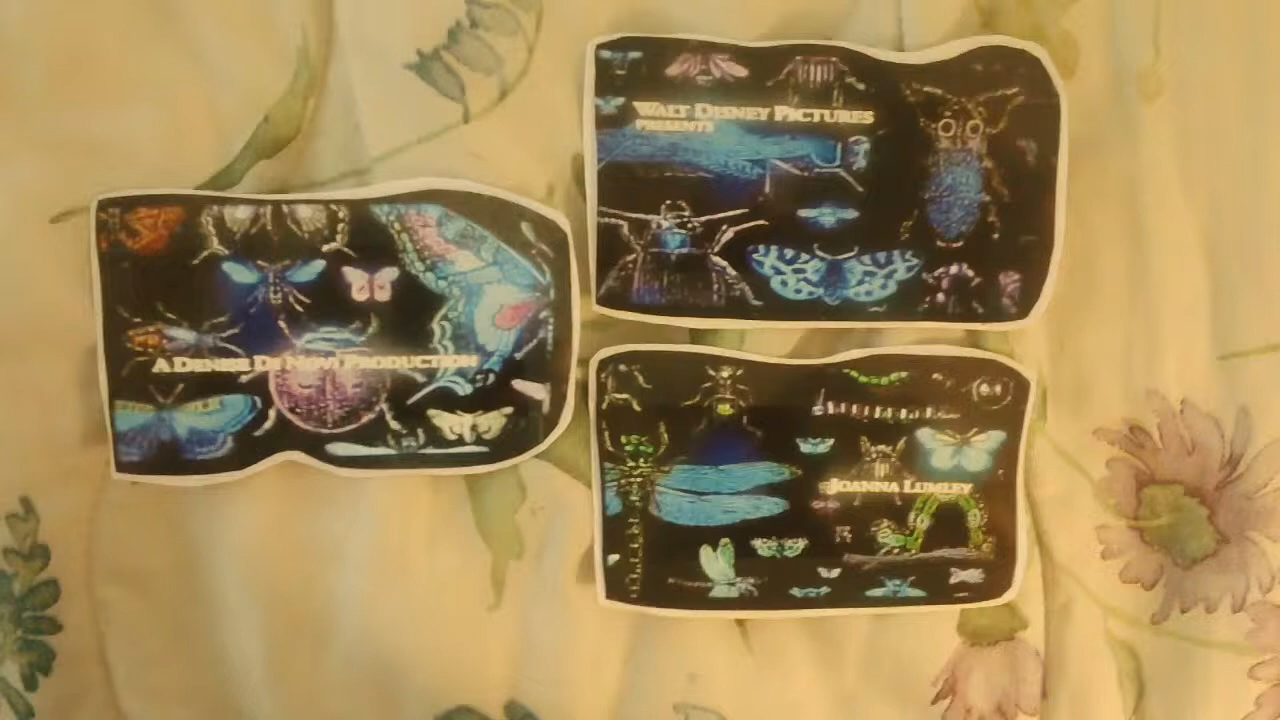 WALT DISNEY PICTURES
PRESENTS
A DENISE DI NOVI PRODUCTION
JOANNA LUMLEY